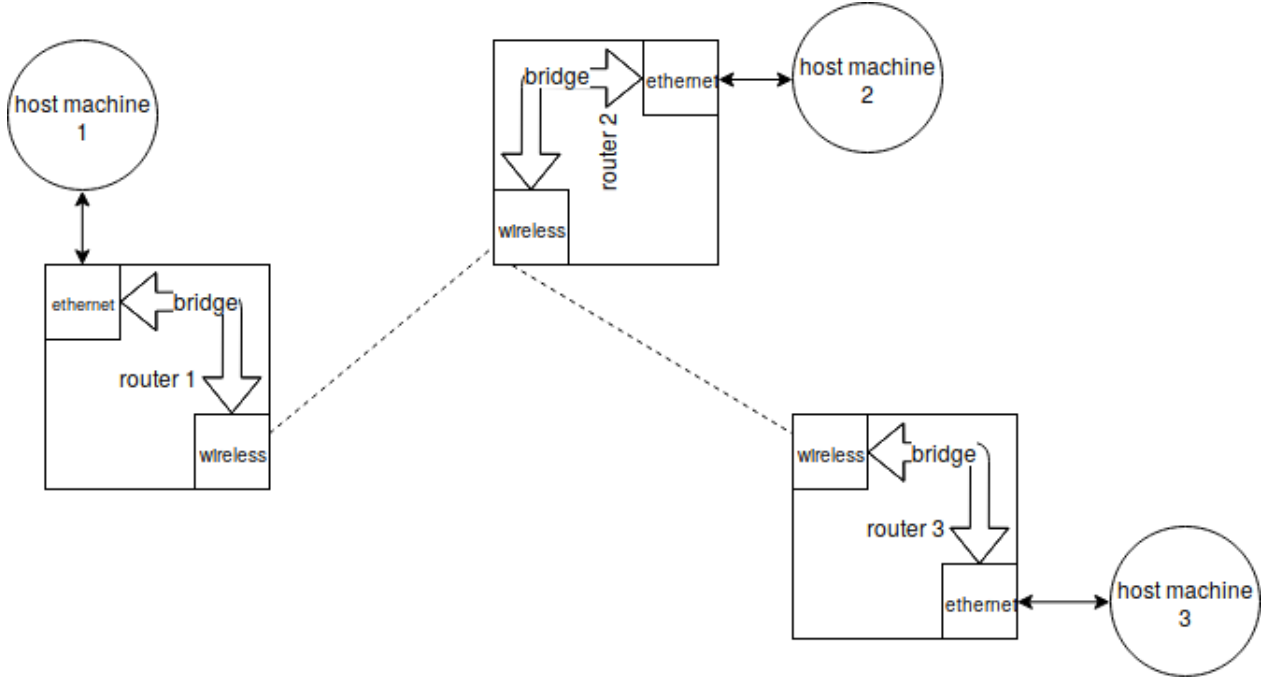 host machine
1
ethernet
bridge
router 1
wireless
bridge
ethernet
router 2
wireless
host machine
2
wireless
bridge
router 3
ethernet
host machine
3